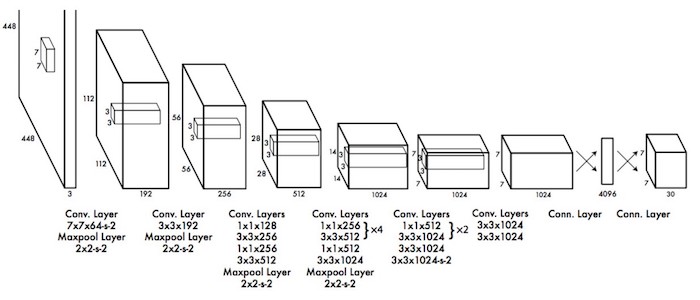 448
7
7
448
3
112
3
3
112
192
56
3
3
56
256
28
3
3
28
512
14
3
3
14
1024
7
3
3
7
1024
7
7
1024
4096
7
7
30
Conv. Layer
7x7x64-s-2
Maxpool Layer
2x2-s-2
Conv. Layer
3x3x192
Maxpool Layer
2x2-s-2
Conv. Layers
1x1x128
3x3x256
1x1x256
3x3x512
Maxpool Layer
2x2-s-2
Conv. Layers
1x1x256
3x3x512
}×4
1x1x512
3x3x1024
Maxpool Layer
2x2-s-2
Conv. Layers
1x1x512
3x3x1024
}×2
3x3x1024
3x3x1024-s-2
Conv. Layers
3x3x1024
3x3x1024
Conn. Layer
Conn. Layer